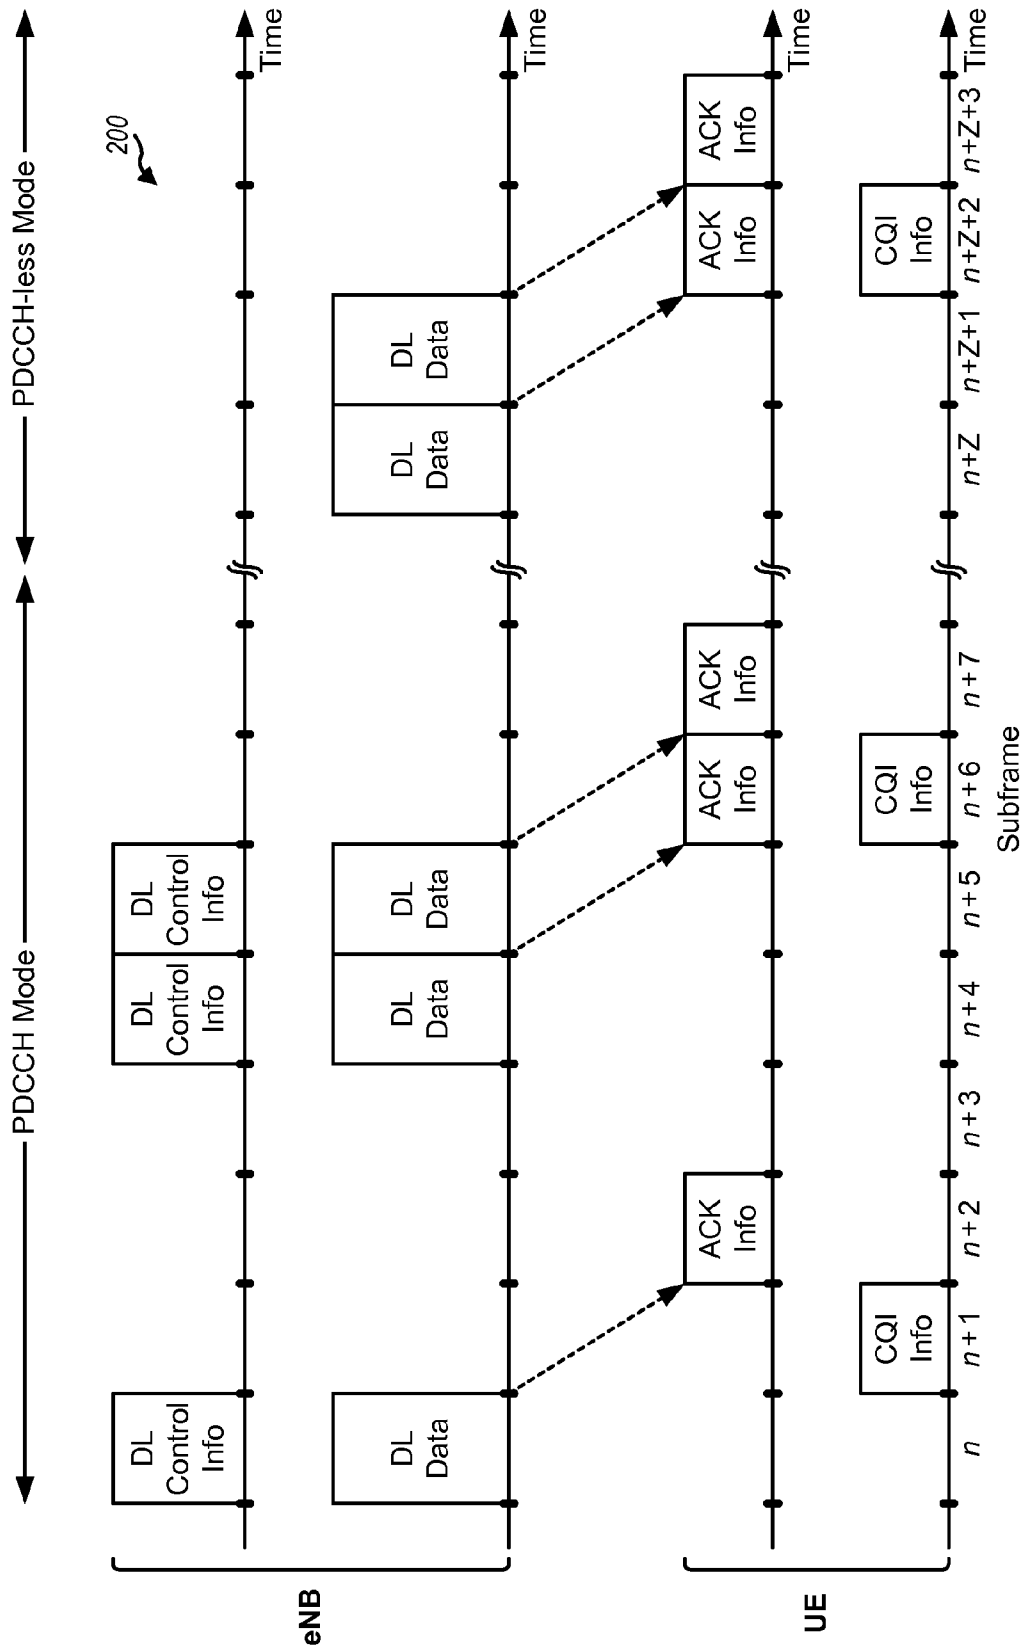 PDCCH Mode
PDCCH-less Mode
200
eNB
DL
Control
Info
DL
Control
Info
DL
Control
Info
Time
DL
Data
DL
Data
DL
Data
DL
Data
DL
Data
Time
UE
ACK
Info
ACK
Info
ACK
Info
ACK
Info
ACK
Info
Time
CQI
Info
CQI
Info
CQI
Info
Time
n
n+1
n+2
n+3
n+4
n+5
n+6
n+7
n+Z
n+Z+1
n+Z+2
n+Z+3
Subframe